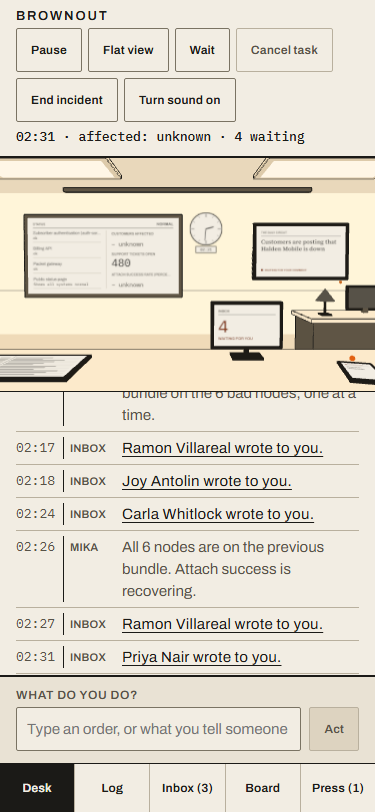 BROWNOUT
Pause
Flat view
Wait
Cancel task
End incident
Turn sound on
02:31 · affected: unknown · 4 waiting
CUSTOMERS AFFECTED
~ unknown
480
~ unknown
Customers are posting that
Holden Mobile is down
INBOX
4
WAITING FOR YOU
bundle on the 6 bad nodes, one at a
time.
02:17 INBOX Ramon Villareal wrote to you.
02:18 INBOX Joy Antolin wrote to you.
02:24 INBOX Carla Whitlock wrote to you.
02:26 MIKA All 6 nodes are on the previous
bundle. Attach success is
recovering.
02:27 INBOX Ramon Villareal wrote to you.
02:31 INBOX Priya Nair wrote to you.
WHAT DO YOU DO?
Type an order, or what you tell someone
Act
Desk
Log
Inbox (3)
Board
Press (1)